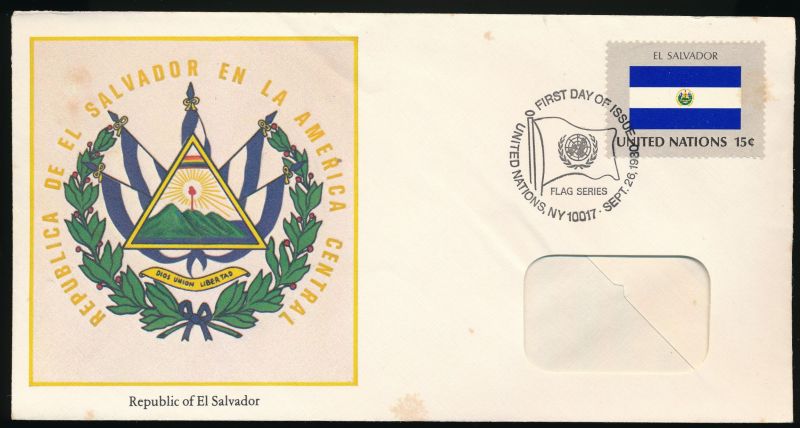 REPUBLICA DE EL SALVADOR EN LA AMERICA CENTRAL
DIOS UNION LIBERTAD
Republic of El Salvador
FIRST DAY OF ISSUE
UNITED NATIONS, NY 10017 · SEPT. 26, 1980
FLAG SERIES
EL SALVADOR
UNITED NATIONS 15¢